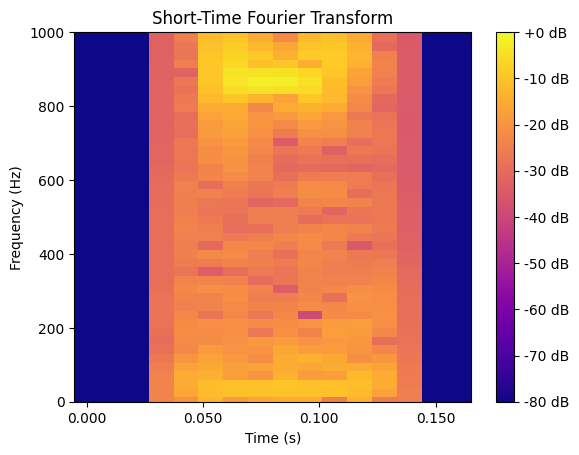 Short-Time Fourier Transform
Frequency (Hz)
1000
800
600
400
200
0
0.000
0.050
0.100
0.150
Time (s)
+0 dB
-10 dB
-20 dB
-30 dB
-40 dB
-50 dB
-60 dB
-70 dB
-80 dB